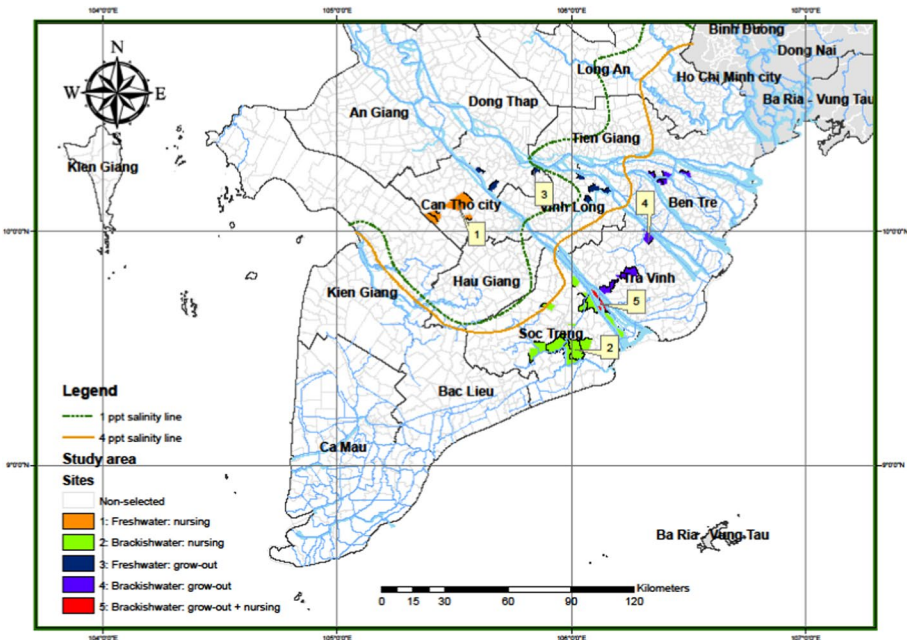 104°0'0"E 105°0'0"E 106°0'0"E 107°0'0"E
N
W E
S
Binh Duong
Dong Nai
Long An
Ho Chi Minh city
Dong Thap
Ba Ria - Vung Tau
An Giang
Tien Giang
Kien Giang
3
Can Tho city
Vinh Long
4
Ben Tre
10°0'0"N 10°0'0"N
1
Hau Giang
Tra Vinh
Kien Giang
5
Soc Trang
2
Bac Lieu
Legend
1 ppt salinity line
4 ppt salinity line
Ca Mau
Study area
9°0'0"N 9°0'0"N
Sites
Non-selected
1: Freshwater: nursing
2: Brackishwater: nursing
Ba Ria - Vung Tau
3: Freshwater: grow-out
4: Brackishwater: grow-out
Kilometers
5: Brackishwater: grow-out + nursing
0 15 30 60 90 120
104°0'0"E 105°0'0"E 106°0'0"E 107°0'0"E